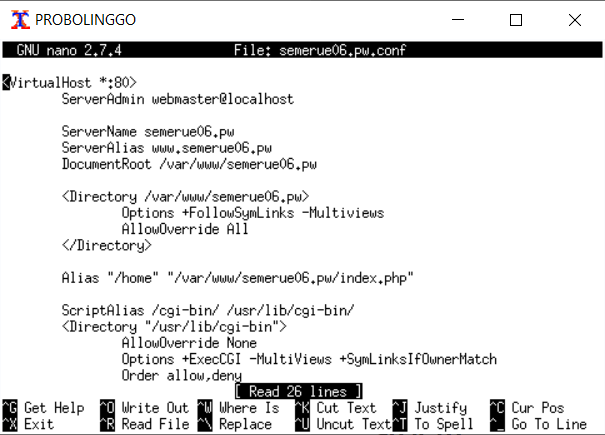 PROBOLINGGO
GNU nano 2.7.4 File: semerue06.pw.conf
<VirtualHost *:80>
ServerAdmin webmaster@localhost
ServerName semerue06.pw
ServerAlias www.semerue06.pw
DocumentRoot /var/www/semerue06.pw
<Directory /var/www/semerue06.pw>
Options +FollowSymLinks -Multiviews
AllowOverride All
</Directory>
Alias "/home" "/var/www/semerue06.pw/index.php"
ScriptAlias /cgi-bin/ /usr/lib/cgi-bin/
<Directory "/usr/lib/cgi-bin">
AllowOverride None
Options +ExecCGI -MultiViews +SymLinksIfOwnerMatch
Order allow,deny
[ Read 26 lines ]
^G Get Help ^O Write Out ^W Where Is ^K Cut Text ^J Justify ^C Cur Pos
^X Exit ^R Read File ^\ Replace ^U Uncut Text ^T To Spell ^_ Go To Line